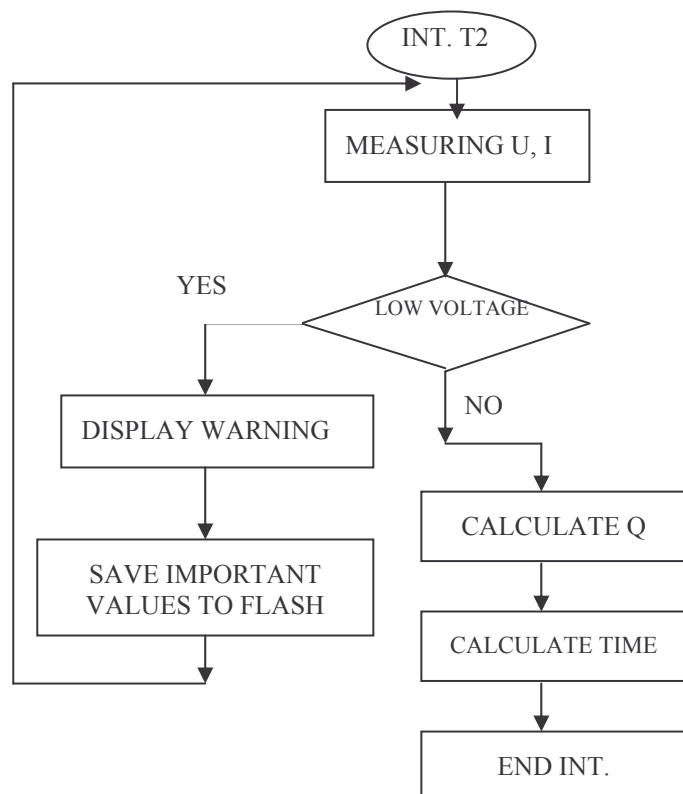 INT. T2
MEASURING U, I
YES
LOW VOLTAGE
NO
DISPLAY WARNING
CALCULATE Q
SAVE IMPORTANT
VALUES TO FLASH
CALCULATE TIME
END INT.